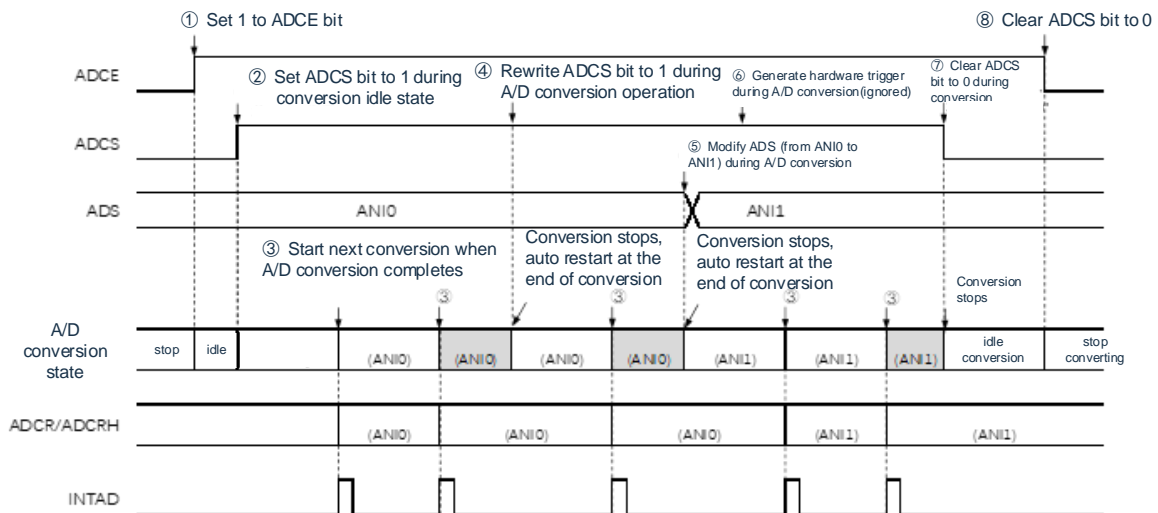 ① Set 1 to ADCE bit
⑧ Clear ADCS bit to 0
ADCE
② Set ADCS bit to 1 during
conversion idle state
④ Rewrite ADCS bit to 1 during
A/D conversion operation
⑥ Generate hardware trigger
during A/D conversion(ignored)
⑦ Clear ADCS
bit to 0 during
conversion
ADCS
⑤ Modify ADS (from ANI0 to
ANI1) during A/D conversion
ADS
ANI0
ANI1
③ Start next conversion when
A/D conversion completes
Conversion stops,
auto restart at the
end of conversion
Conversion stops,
auto restart at the
end of conversion
Conversion
stops
③
③
③
③
A/D
conversion
state
stop
idle
(ANI0)
(ANI0)
(ANI0)
(ANI0)
(ANI1)
(ANI1)
(ANI1)
idle
conversion
stop
converting
ADCR/ADCRH
(ANI0)
(ANI0)
(ANI0)
(ANI1)
(ANI1)
INTAD